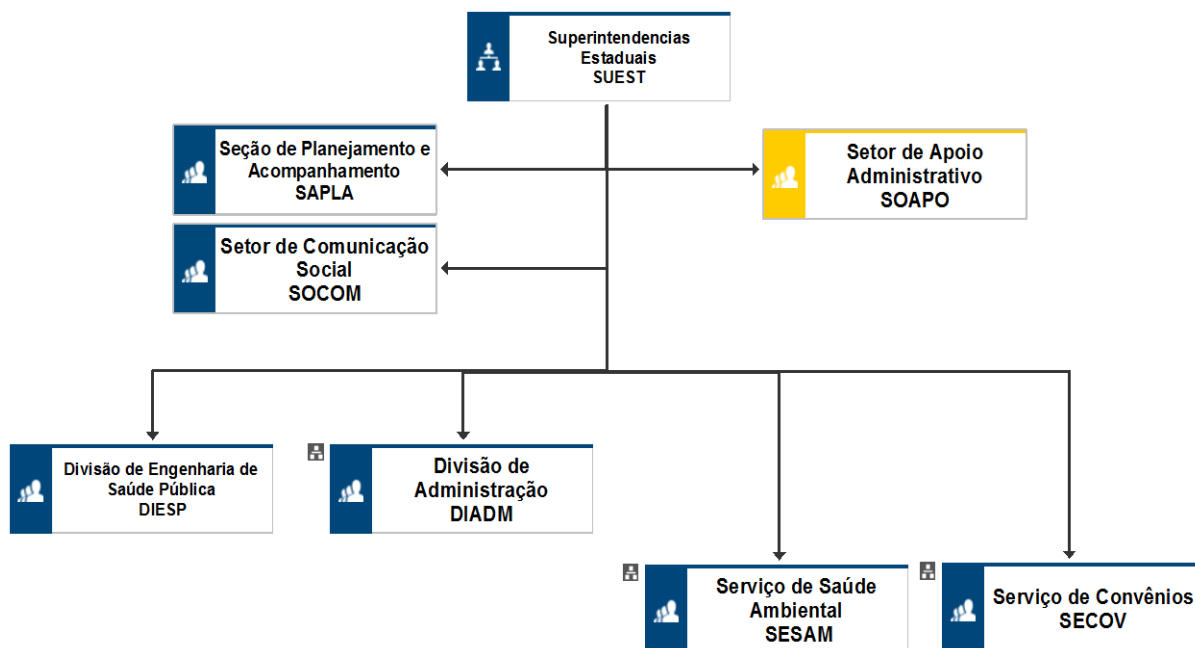 Superintendencias
Estaduais
SUEST
Seção de Planejamento e
Acompanhamento
SAPLA
Setor de Apoio
Administrativo
SOAPO
Setor de Comunicação
Social
SOCOM
Divisão de Engenharia de
Saúde Pública
DIESP
Divisão de
Administração
DIADM
Serviço de Saúde
Ambiental
SESAM
Serviço de Convênios
SECOV